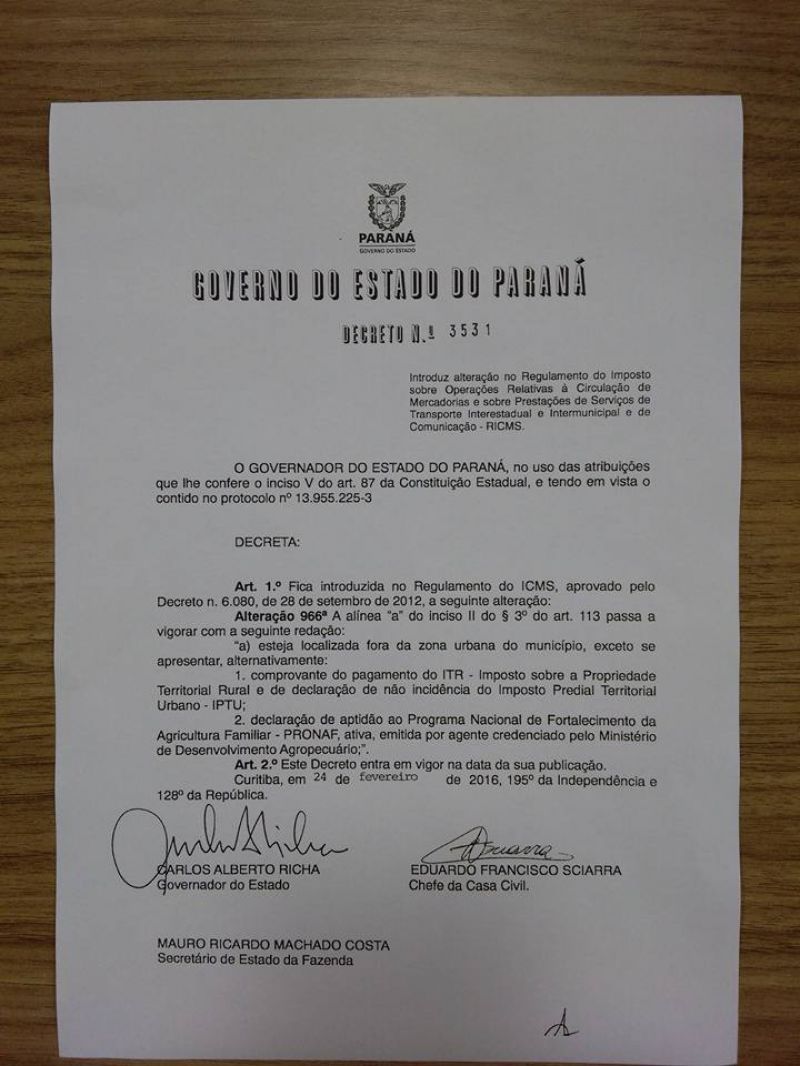 PARANÁ
GOVERNO DO ESTADO
GOVERNO DO ESTADO DO PARANÁ
DECRETO N.º 3531
Introduz alteração no Regulamento do Imposto
sobre Operações Relativas à Circulação de
Mercadorias e sobre Prestações de Serviços de
Transporte Interestadual e Intermunicipal e de
Comunicação - RICMS.
O GOVERNADOR DO ESTADO DO PARANÁ, no uso das atribuições
que lhe confere o inciso V do art. 87 da Constituição Estadual, e tendo em vista o
contido no protocolo nº 13.955.225-3
DECRETA:
Art. 1.º Fica introduzida no Regulamento do ICMS, aprovado pelo
Decreto n. 6.080, de 28 de setembro de 2012, a seguinte alteração:
Alteração 966ª A alínea "a" do inciso II do § 3º do art. 113 passa a
vigorar com a seguinte redação:
"a) esteja localizada fora da zona urbana do município, exceto se
apresentar, alternativamente:
1. comprovante do pagamento do ITR - Imposto sobre a Propriedade
Territorial Rural e de declaração de não incidência do Imposto Predial Territorial
Urbano - IPTU;
2. declaração de aptidão ao Programa Nacional de Fortalecimento da
Agricultura Familiar - PRONAF, ativa, emitida por agente credenciado pelo Ministério
de Desenvolvimento Agropecuário;".
Art. 2.º Este Decreto entra em vigor na data da sua publicação.
Curitiba, em 24 de fevereiro de 2016, 195º da Independência e
128º da República.
CARLOS ALBERTO RICHA
Governador do Estado
EDUARDO FRANCISCO SCIARRA
Chefe da Casa Civil.
MAURO RICARDO MACHADO COSTA
Secretário de Estado da Fazenda